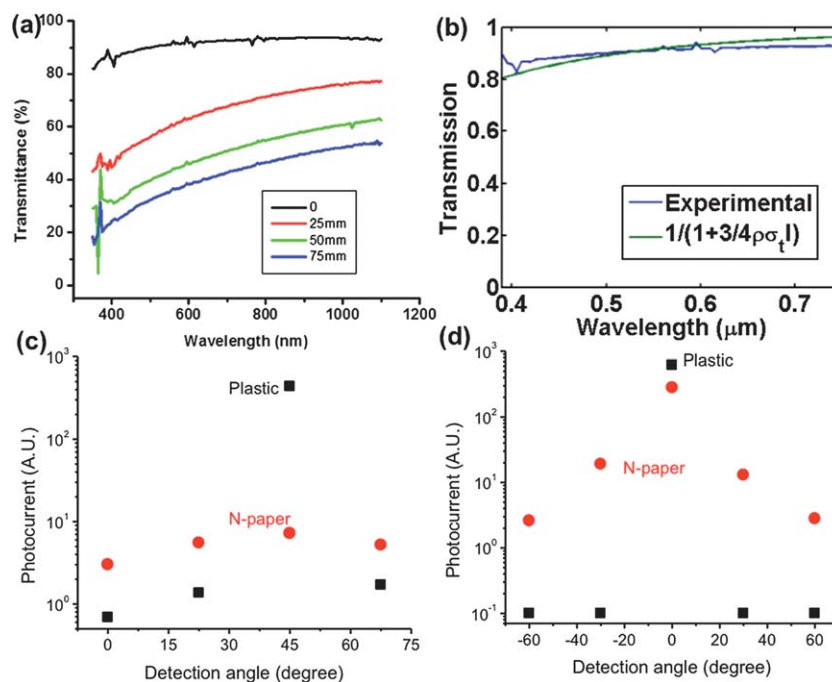 (a)
100
80
60
40
20
0
Transmittance (%)
0
25mm
50mm
75mm
400 600 800 1000 1200
Wavelength (nm)
(b)
1
0.8
0.6
0.4
0.2
0
Transmission
Experimental
1/(1+3/4ρσtl)
0.4 0.5 0.6 0.7
Wavelength (μm)
(c)
10³
10²
10¹
10⁰
Photocurrent (A.U.)
Plastic
N-paper
0 15 30 45 60 75
Detection angle (degree)
(d)
10³
10²
10¹
10⁰
10⁻¹
Photocurrent (A.U.)
Plastic
N-paper
-60 -40 -20 0 20 40 60
Detection angle (degree)